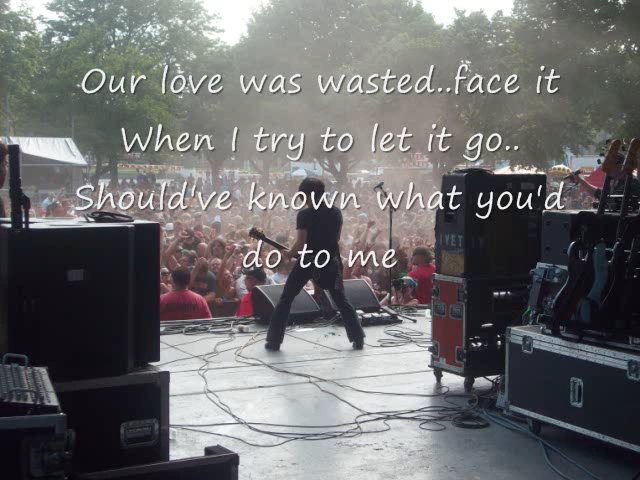 Our love was wasted..face it
When I try to let it go..
Should've known what you'd
do to me